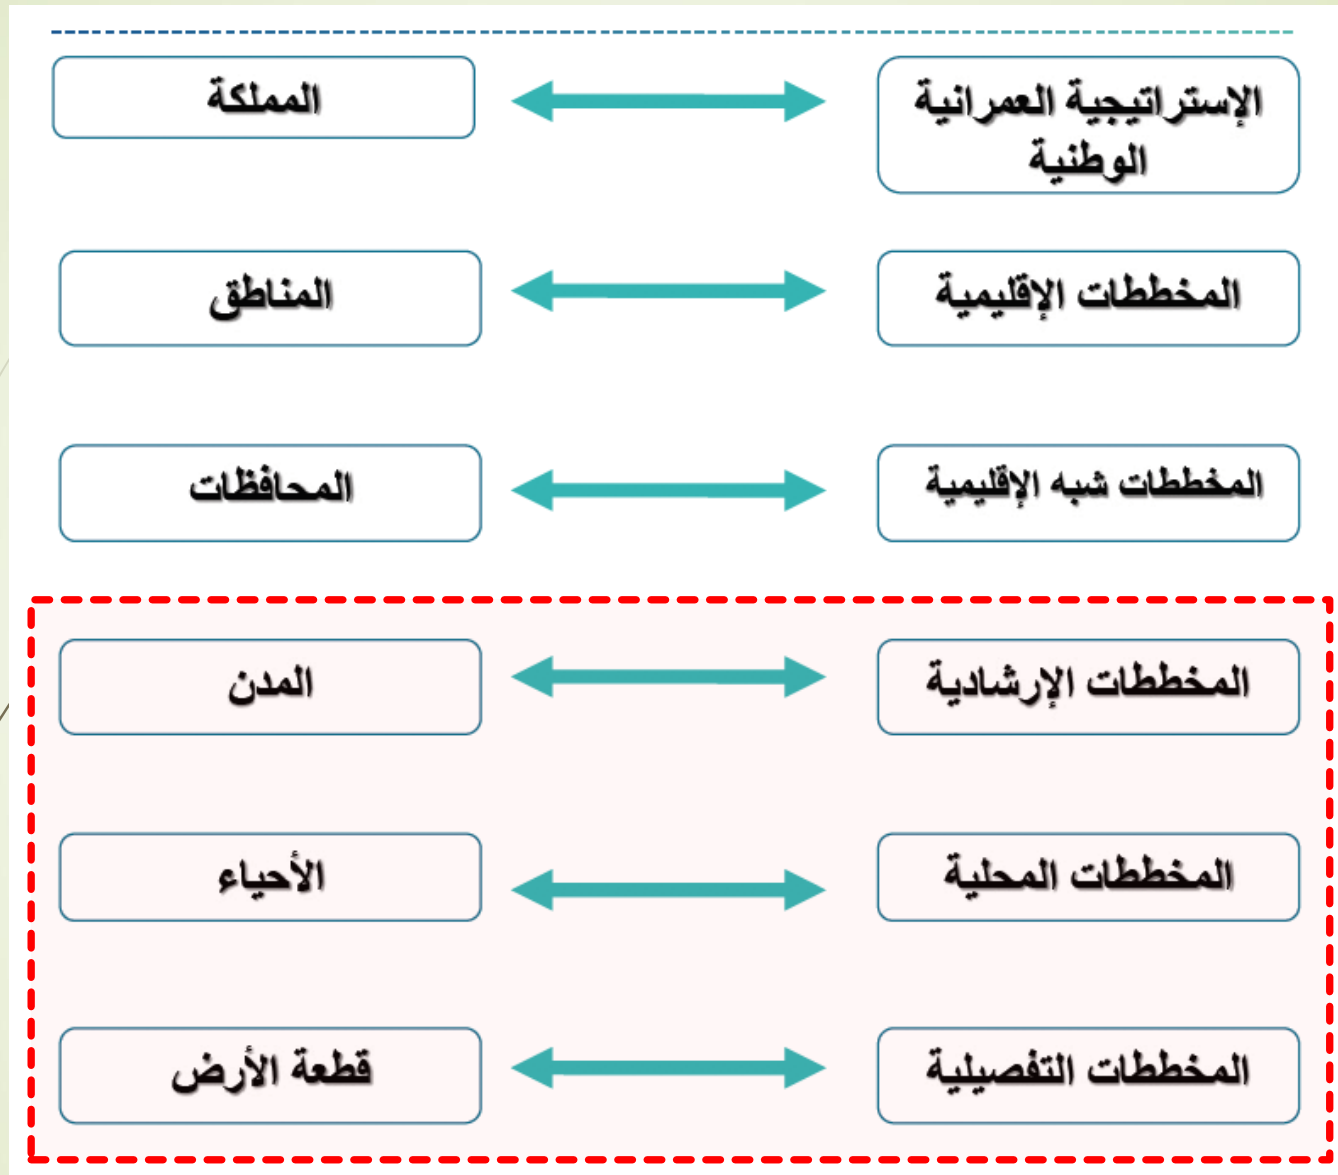 الإستراتيجية العمرانية
الوطنية
المملكة
المخططات الإقليمية
المناطق
المخططات شبه الإقليمية
المحافظات
المخططات الإرشادية
المدن
المخططات المحلية
الأحياء
المخططات التفصيلية
قطعة الأرض